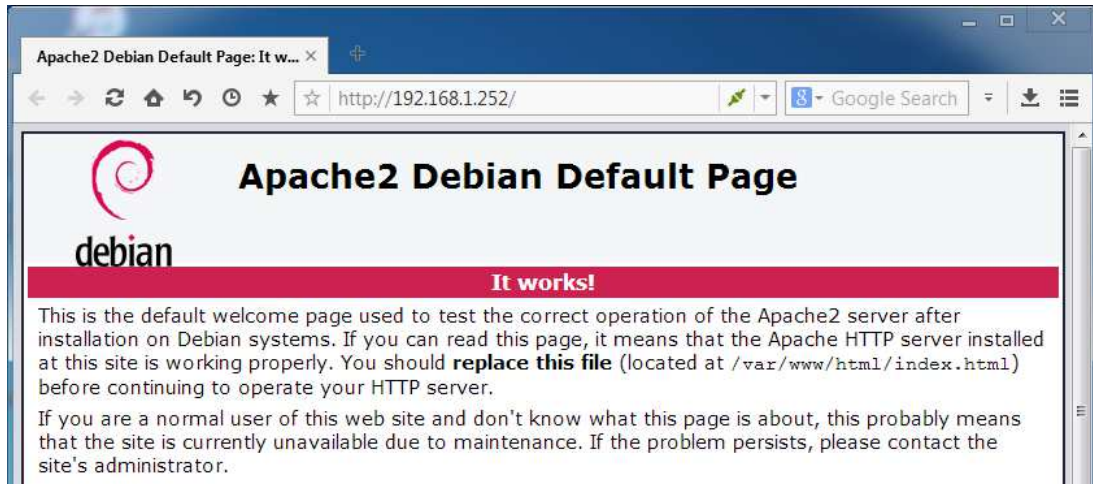 Apache2 Debian Default Page: It w...
http://192.168.1.252/
8
Google Search
debian
Apache2 Debian Default Page
It works!
This is the default welcome page used to test the correct operation of the Apache2 server after
installation on Debian systems. If you can read this page, it means that the Apache HTTP server installed
at this site is working properly. You should replace this file (located at /var/www/html/index.html)
before continuing to operate your HTTP server.
If you are a normal user of this web site and don't know what this page is about, this probably means
that the site is currently unavailable due to maintenance. If the problem persists, please contact the
site's administrator.